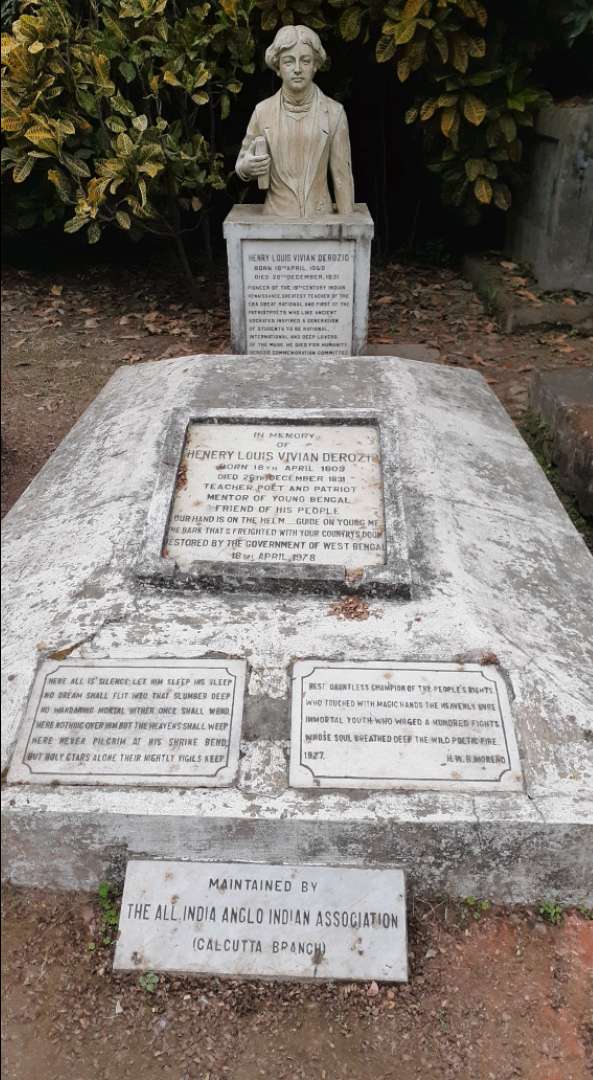 HENRY LOUIS VIVIAN DEROZIO
BORN 18TH APRIL, 1809
DIED 26TH DECEMBER, 1831
PIONEER OF THE 19TH CENTURY INDIAN
RENAISSANCE, GREATEST TEACHER OF THE
ERA GREAT NATIONAL AND FIRST OF THE
PATRIOT POETS WHO LIKE ANCIENT
SOCRATES INSPIRED A GENERATION
OF STUDENTS TO BE RATIONAL,
INTERNATIONAL AND DEEP LOVERS
OF THE MUSE. HE DIED FOR HUMANITY
DEROZIO COMMEMORATION COMMITTEE
IN MEMORY
OF
HENERY LOUIS VIVIAN DEROZIO
BORN 18TH APRIL 1809
DIED 26TH DECEMBER 1831
TEACHER, POET AND PATRIOT
MENTOR OF YOUNG BENGAL
FRIEND OF HIS PEOPLE
OUR HAND IS ON THE HELM... GUIDE ON YOUNG ME
THE BARK THAT'S FREIGHTED WITH YOUR COUNTRYS DOOM
RESTORED BY THE GOVERNMENT OF WEST BENGAL
18TH APRIL, 1978
HERE ALL IS SILENCE: LET HIM SLEEP HIS SLEEP
NO DREAM SHALL FLIT INTO THAT SLUMBER DEEP
NO WANDARING MORTAL HITHER ONCE SHALL WEND,
HERE NOTHING OVER HIM BUT THE HEAVENS SHALL WEEP
HERE NEVER PILGRIM AT HIS SHRINE BEND,
BUT HOLY STARS ALONE THEIR NIGHTLY VIGILS KEEP
BEST DAUNTLESS CHAMPION OF THE PEOPLE'S RIGHTS
WHO TOUCHED WITH MAGIC HANDS THE HEAVENLY LYRE
IMMORTAL YOUTH WHO WAGED A HUNDRED FIGHTS
WHOSE SOUL BREATHED DEEP THE WILD POETIC FIRE.
1927. H.W.B. MORENO
MAINTAINED BY
THE ALL INDIA ANGLO INDIAN ASSOCIATION
(CALCUTTA BRANCH)